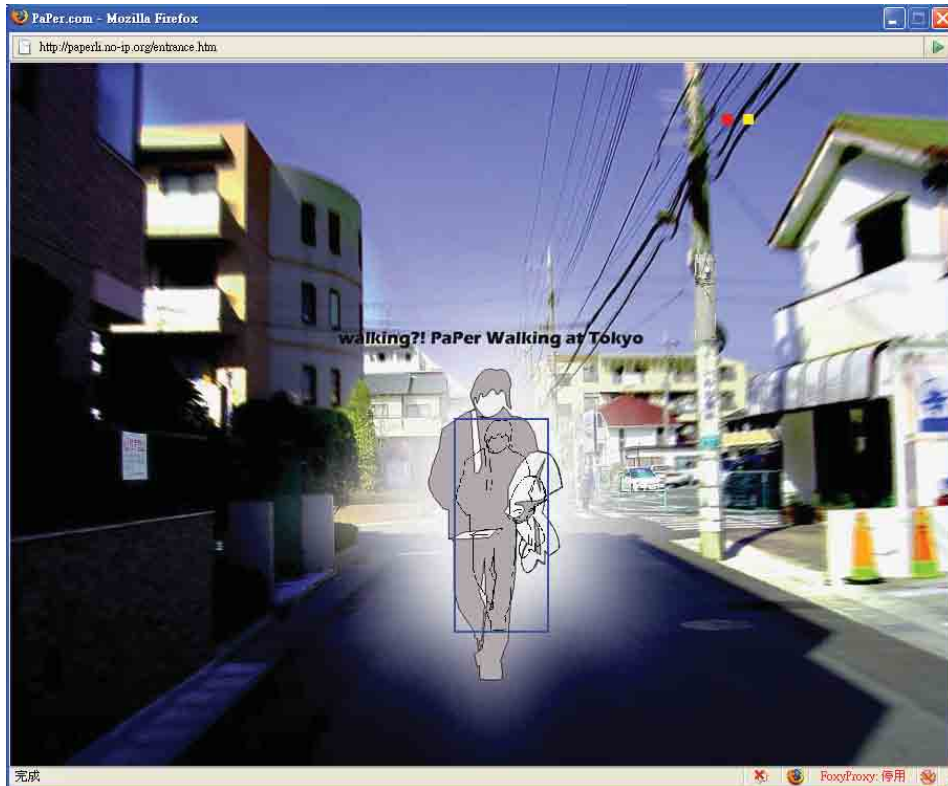 PaPer.com - Mozilla Firefox
http://paperli.no-ip.org/entrance.htm
walking?! PaPer Walking at Tokyo
完成
FoxyProxy: 停用